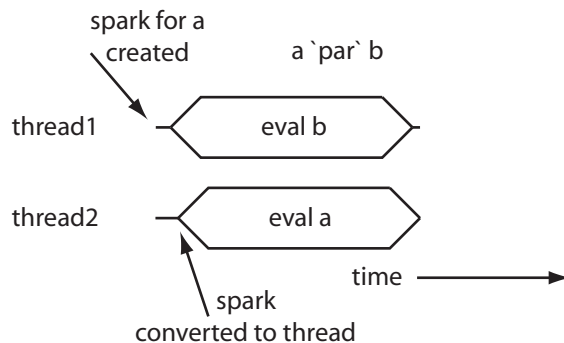 spark for a
created
a `par` b
thread1
eval b
thread2
eval a
time
spark
converted to thread